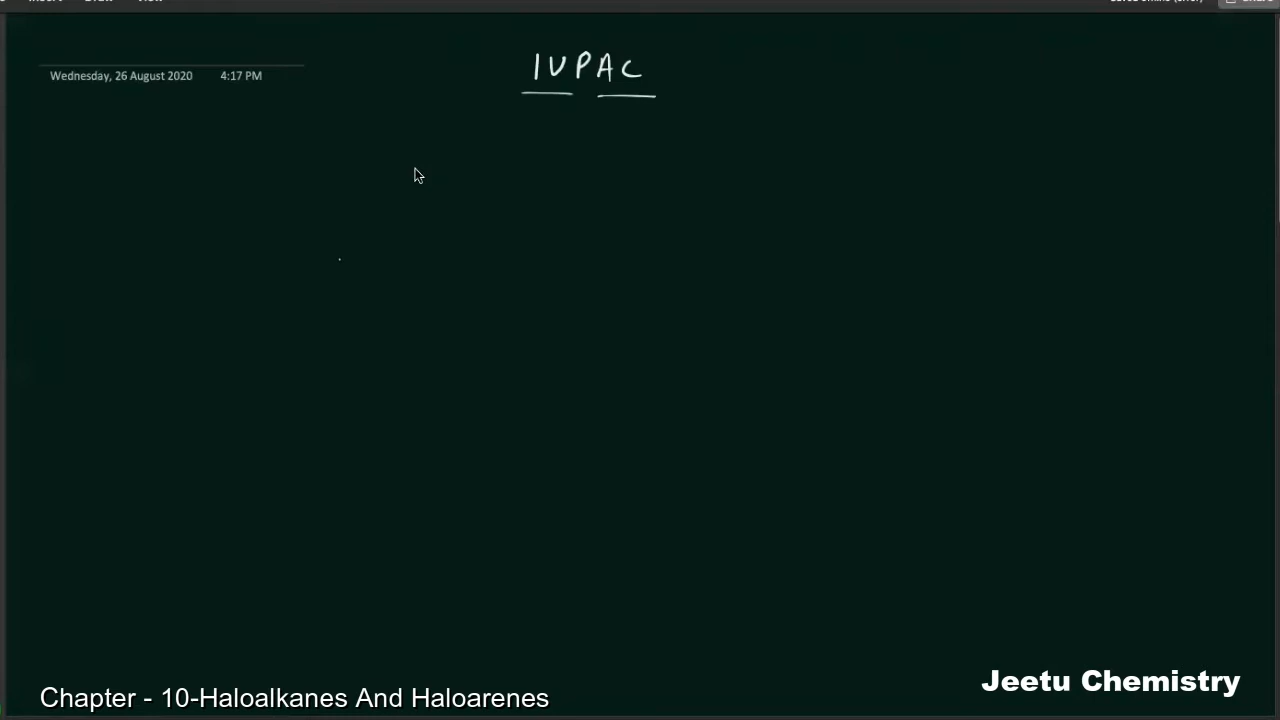 IUPAC
Wednesday, 26 August 2020 4:17 PM
Jeetu Chemistry
Chapter - 10-Haloalkanes And Haloarenes